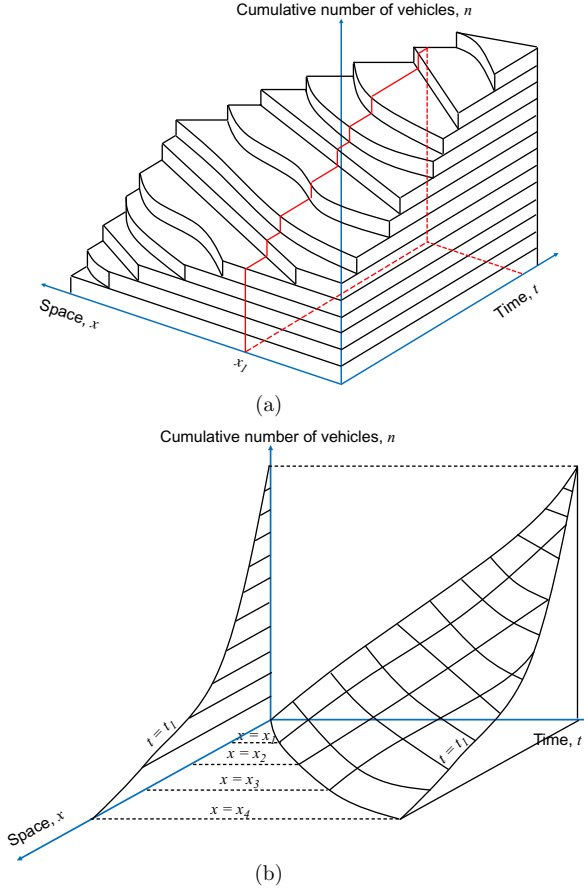 Cumulative number of vehicles, n
Space, x
Time, t
x₁
(a)
Cumulative number of vehicles, n
t = t₁
x = x₁
Time, t
t = t₁
x = x₂
x = x₃
Space, x
x = x₄
(b)